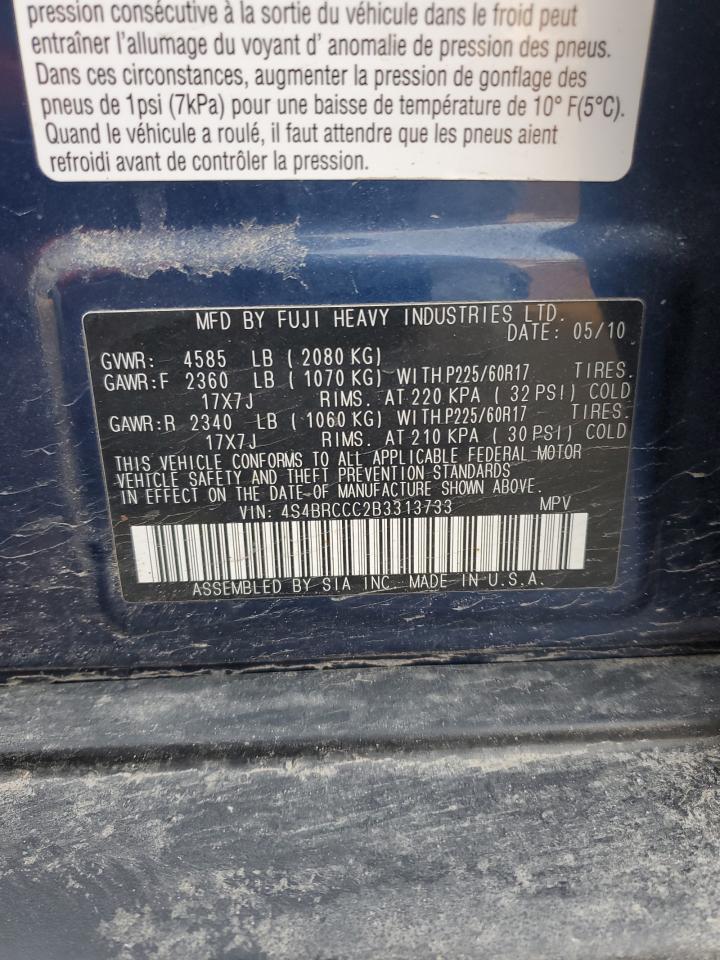 pression consécutive à la sortie du véhicule dans le froid peut
entraîner l'allumage du voyant d' anomalie de pression des pneus.
Dans ces circonstances, augmenter la pression de gonflage des
pneus de 1psi (7kPa) pour une baisse de température de 10° F(5°C).
Quand le véhicule a roulé, il faut attendre que les pneus aient
refroidi avant de contrôler la pression.
MFD BY FUJI HEAVY INDUSTRIES LTD.
DATE: 05/10
GVWR: 4585 LB (2080 KG)
GAWR:F 2360 LB (1070 KG) WITH P225/60R17 TIRES.
17X7J RIMS. AT 220 KPA (32 PSI) COLD
GAWR:R 2340 LB (1060 KG) WITH P225/60R17 TIRES.
17X7J RIMS. AT 210 KPA (30 PSI) COLD
THIS VEHICLE CONFORMS TO ALL APPLICABLE FEDERAL MOTOR
VEHICLE SAFETY AND THEFT PREVENTION STANDARDS
IN EFFECT ON THE DATE OF MANUFACTURE SHOWN ABOVE.
VIN: 4S4BRCCC2B3313733 MPV
ASSEMBLED BY SIA INC. MADE IN U.S.A.